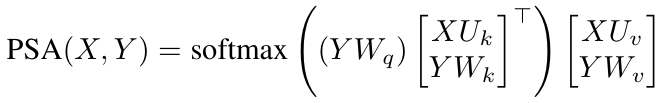 PSA(X, Y) = softmax ( (YW_q) [ XU_k ; YW_k ]^⊤ ) [ XU_v ; YW_v ]